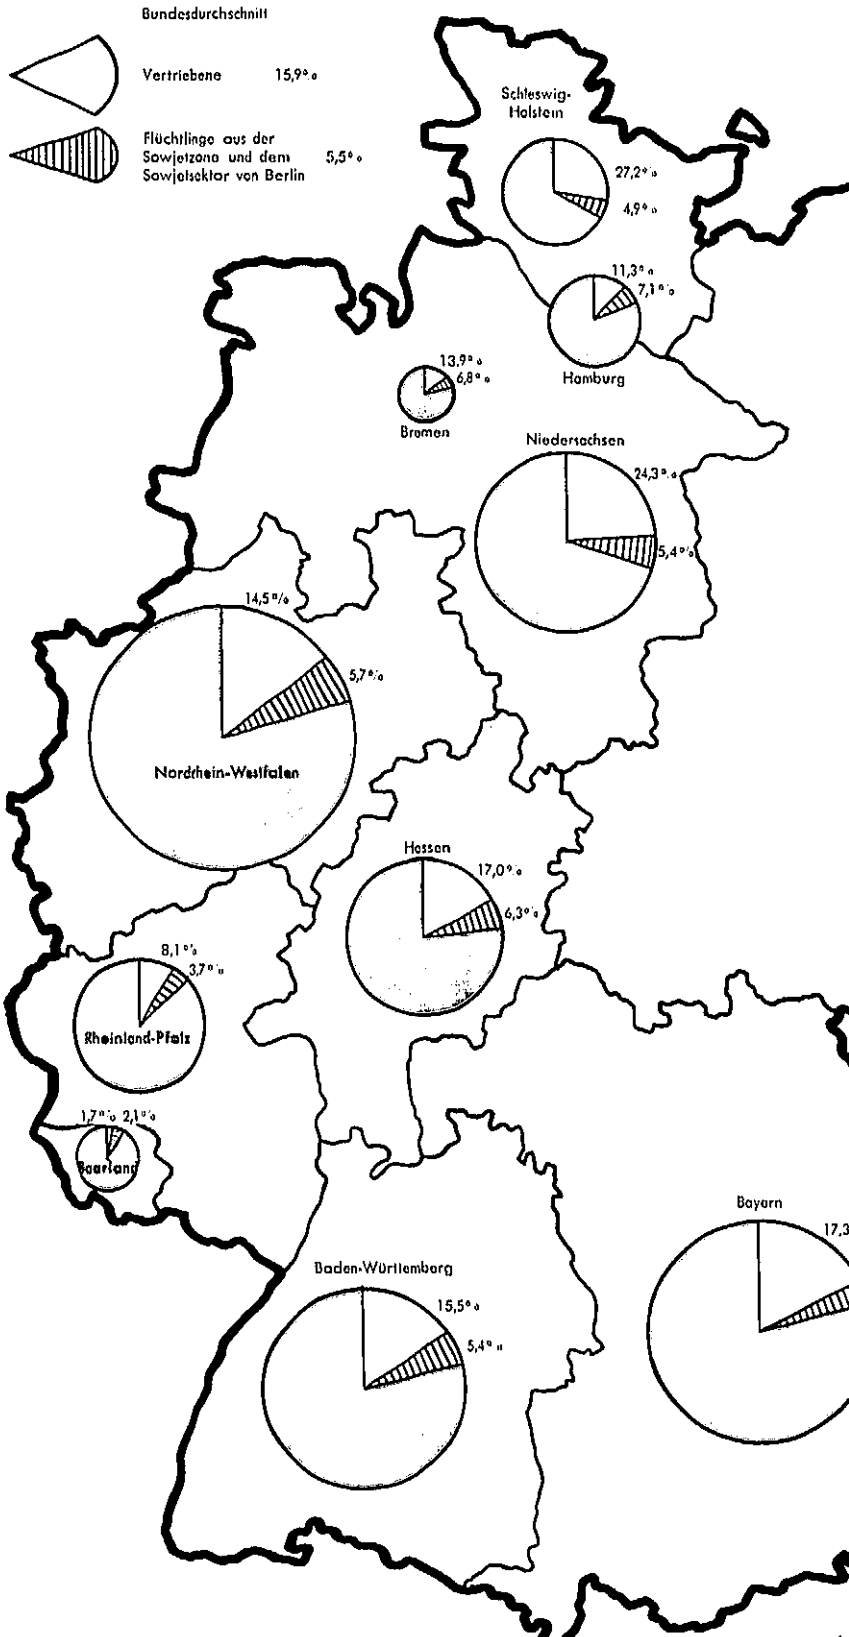 Bundesdurchschnitt
Vertriebene 15,9%
Flüchtlinge aus der
Sowjetzone und dem 5,5%
Sowjetsektor von Berlin
Schleswig-
Holstein
27,2%
4,9%
11,3%
7,1%
Hamburg
13,9%
6,8%
Bremen
Niedersachsen
24,3%
5,4%
14,5%
5,7%
Nordrhein-Westfalen
Hessen
17,0%
6,3%
8,1%
3,7%
Rheinland-Pfalz
1,7% 2,1%
Saarland
Bayern
17,3
Baden-Württemberg
15,5%
5,4%